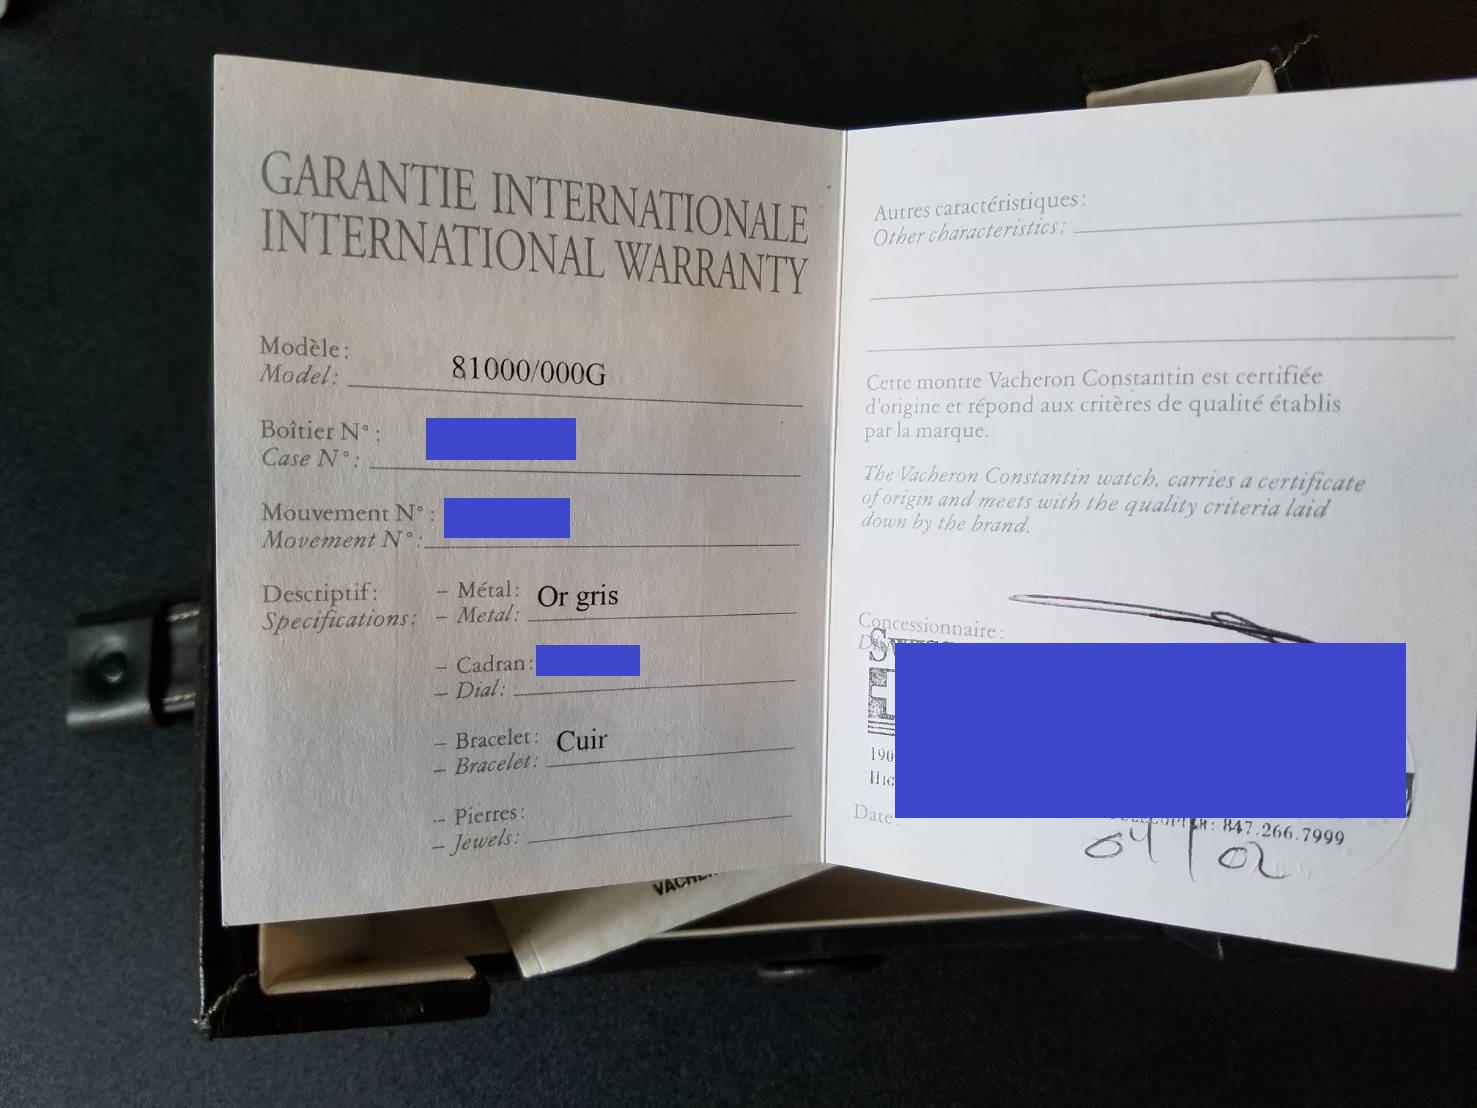 GARANTIE INTERNATIONALE
INTERNATIONAL WARRANTY
Modèle:
Model: 81000/000G
Boîtier N°:
Case N°:
Mouvement N°:
Movement N°:
Descriptif: – Métal: Or gris
Specifications: – Metal:
– Cadran:
– Dial:
– Bracelet: Cuir
– Bracelet:
– Pierres:
– Jewels:
Autres caractéristiques:
Other characteristics:
Cette montre Vacheron Constantin est certifiée
d'origine et répond aux critères de qualité établis
par la marque.
The Vacheron Constantin watch, carries a certificate
of origin and meets with the quality criteria laid
down by the brand.
Concessionnaire:
Date:
847.266.7999
04/02